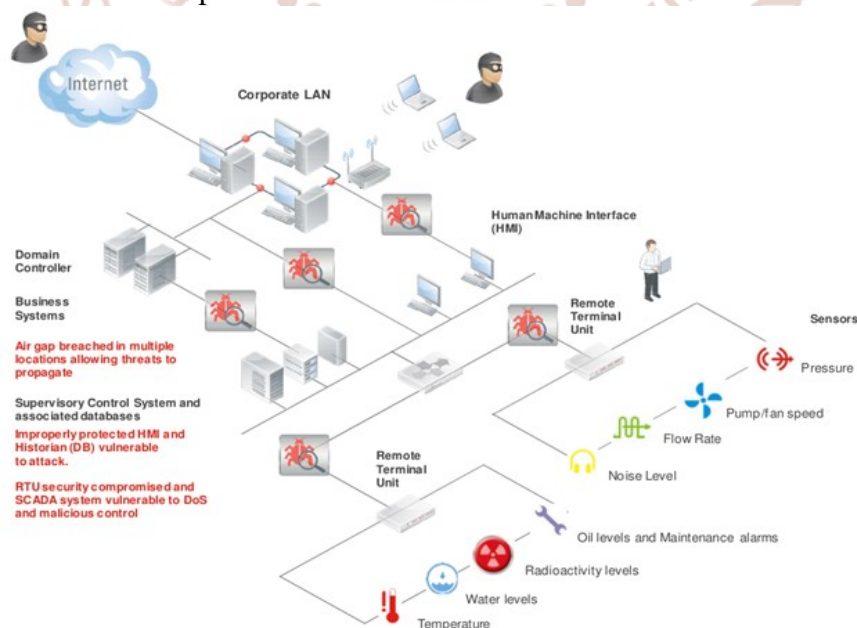 Internet
Corporate LAN
Human Machine Interface
(HMI)
Domain
Controller
Business
Systems
Remote
Terminal
Unit
Sensors
Air gap breached in multiple
locations allowing threats to
propagate
Pressure
Supervisory Control System and
associated databases
Pump/fan speed
Improperly protected HMI and
Historian (DB) vulnerable
to attack.
Flow Rate
Remote
Terminal
Unit
Noise Level
RTU security compromised and
SCADA system vulnerable to DoS
and malicious control
Oil levels and Maintenance alarms
Radioactivity levels
Water levels
Temperature